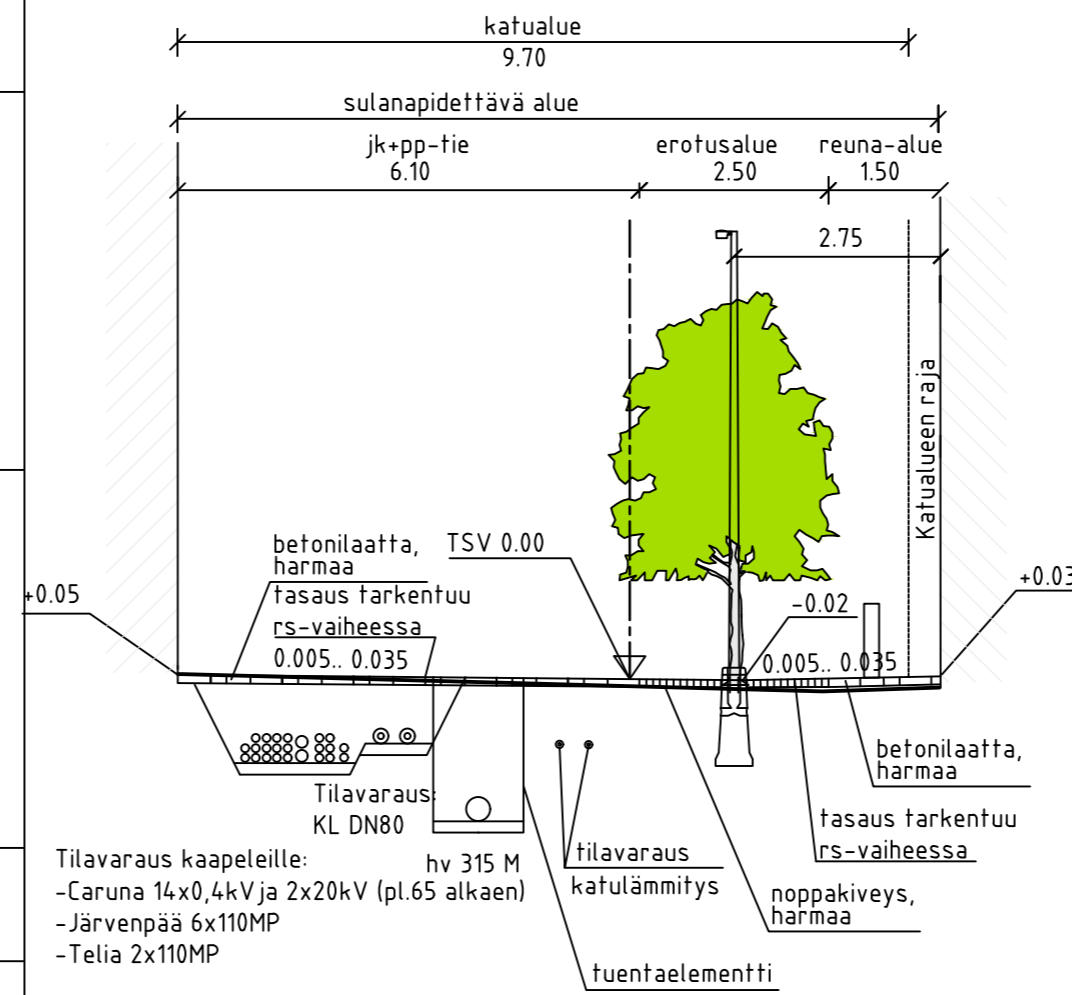 katualue
9.70
sulanapidettävä alue
jk+pp-tie
6.10
erotusalue
2.50
reuna-alue
1.50
2.75
Katualueen raja
betonilaatta,
harmaa
TSV 0.00
tasaus tarkentuu
rs-vaiheessa
0.005.. 0.035
+0.05
-0.02
+0.03
0.005.. 0.035
betonilaatta,
harmaa
tasaus tarkentuu
rs-vaiheessa
noppakiveys,
harmaa
Tilavaraus:
KL DN80
hv 315 M
tilavaraus
katulämmitys
Tilavaraus kaapeleille:
-Caruna 14x0,4kV ja 2x20kV (pl.65 alkaen)
-Järvenpää 6x110MP
-Telia 2x110MP
tuentaelementti